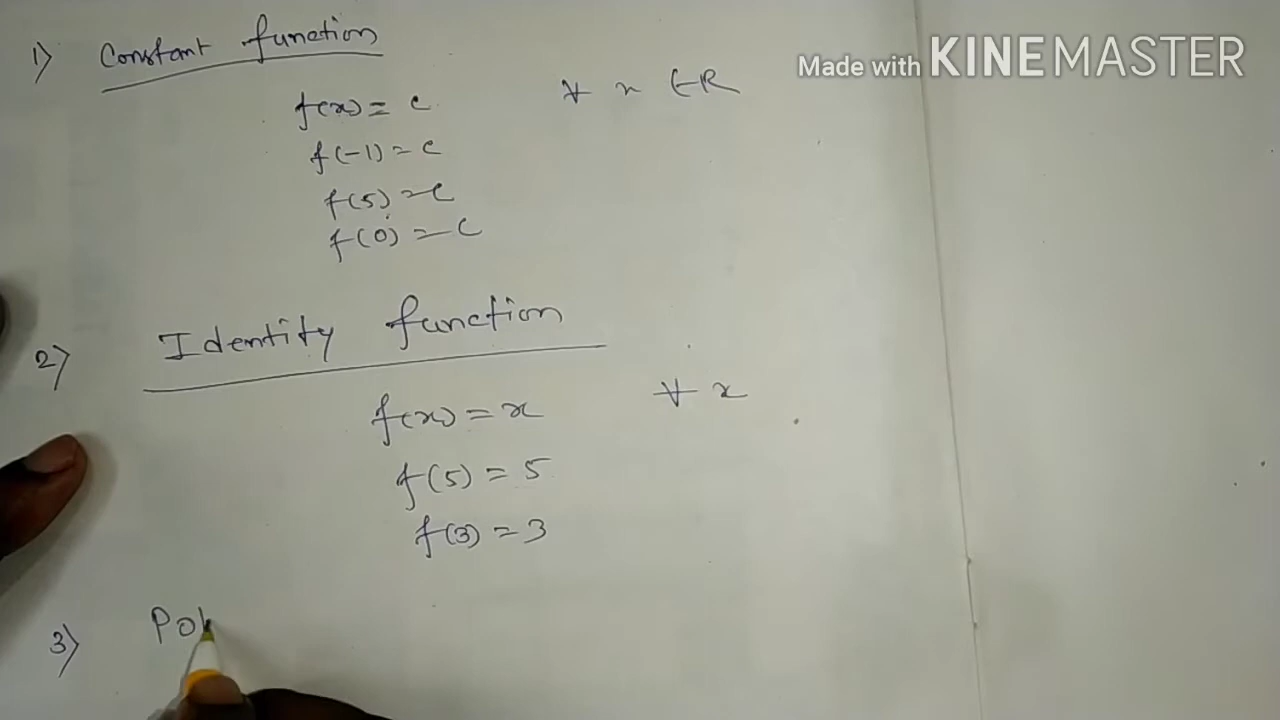 1) Constant function
Made with KINEMASTER
f(x) = c ∀ x ∈ R
f(-1) = c
f(5) = c
f(0) = c
2) Identity function
f(x) = x ∀ x
f(5) = 5
f(3) = 3
3) Pol